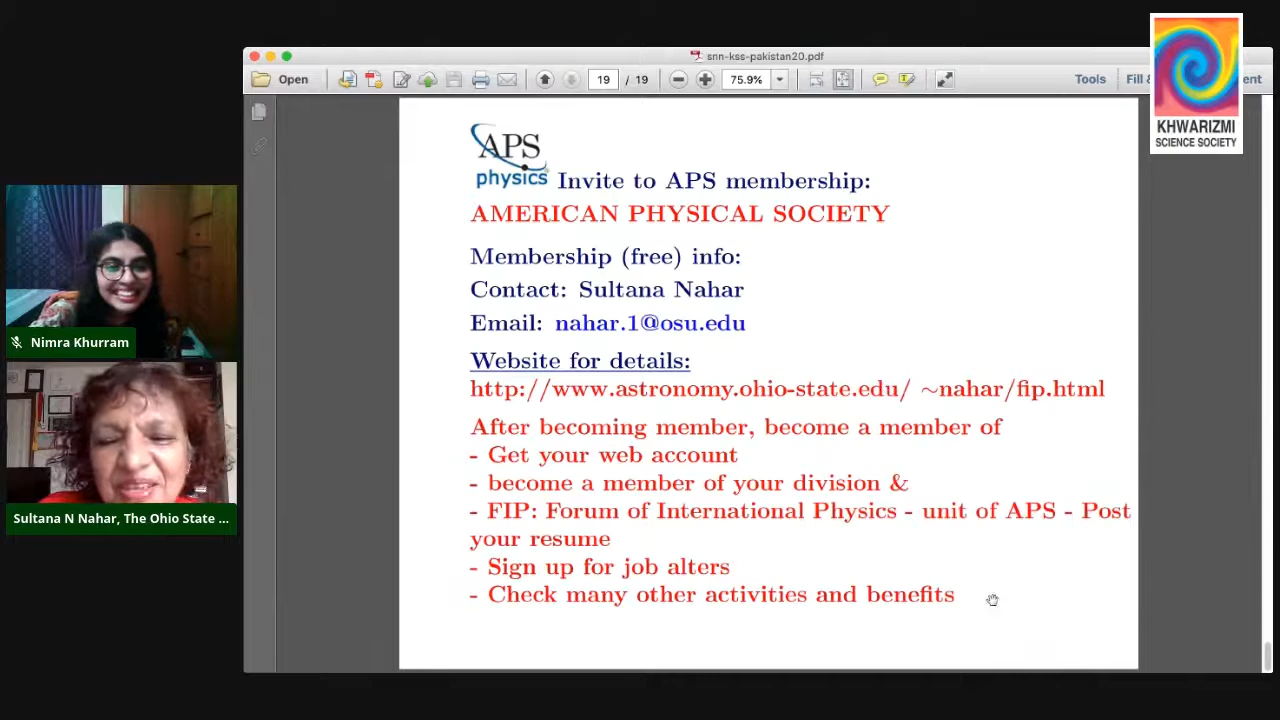 snn-kss-pakistan20.pdf
Open
19 / 19
75.9%
Tools
Fill &
ent
KHWARIZMI
SCIENCE SOCIETY
APS
physics
Invite to APS membership:
AMERICAN PHYSICAL SOCIETY
Membership (free) info:
Contact: Sultana Nahar
Email: nahar.1@osu.edu
Website for details:
http://www.astronomy.ohio-state.edu/ ~nahar/fip.html
After becoming member, become a member of
- Get your web account
- become a member of your division &
- FIP: Forum of International Physics - unit of APS - Post
your resume
- Sign up for job alters
- Check many other activities and benefits
Nimra Khurram
Sultana N Nahar, The Ohio State ...